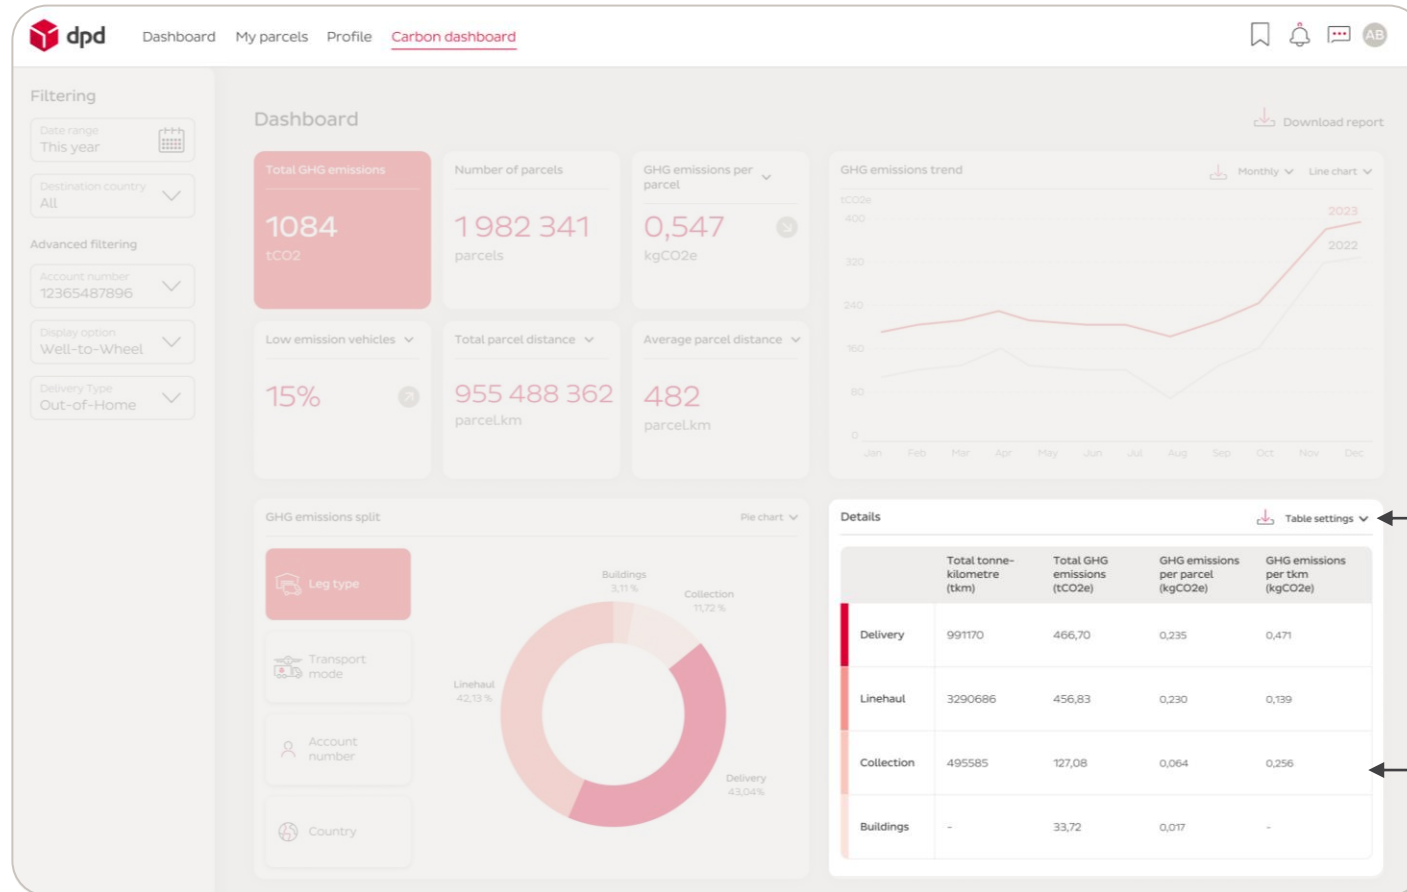 dpd
Dashboard My parcels Profile Carbon dashboard
AB
Filtering
Date range
This year
Destination country
All
Advanced filtering
Account number
12365487896
Display option
Well-to-Wheel
Delivery Type
Out-of-Home
Dashboard
Download report
Total GHG emissions
1084
tCO2
Number of parcels
1 982 341
parcels
GHG emissions per
parcel
0,547
kgCO2e
Low emission vehicles
15%
Total parcel distance
955 488 362
parcel.km
Average parcel distance
482
parcel.km
GHG emissions trend
Monthly Line chart
tCO2e
400
320
240
160
80
0
2023
2022
Jan Feb Mar Apr May Jun Jul Aug Sep Oct Nov Dec
GHG emissions split
Pie chart
Leg type
Transport
mode
Account
number
Country
Buildings
3,11 %
Collection
11,72 %
Linehaul
42,13 %
Delivery
43,04%
Details
Table settings
Total tonne-
kilometre
(tkm)
Total GHG
emissions
(tCO2e)
GHG emissions
per parcel
(kgCO2e)
GHG emissions
per tkm
(kgCO2e)
Delivery 991170 466,70 0,235 0,471
Linehaul 3290686 456,83 0,230 0,139
Collection 495585 127,08 0,064 0,256
Buildings - 33,72 0,017 -